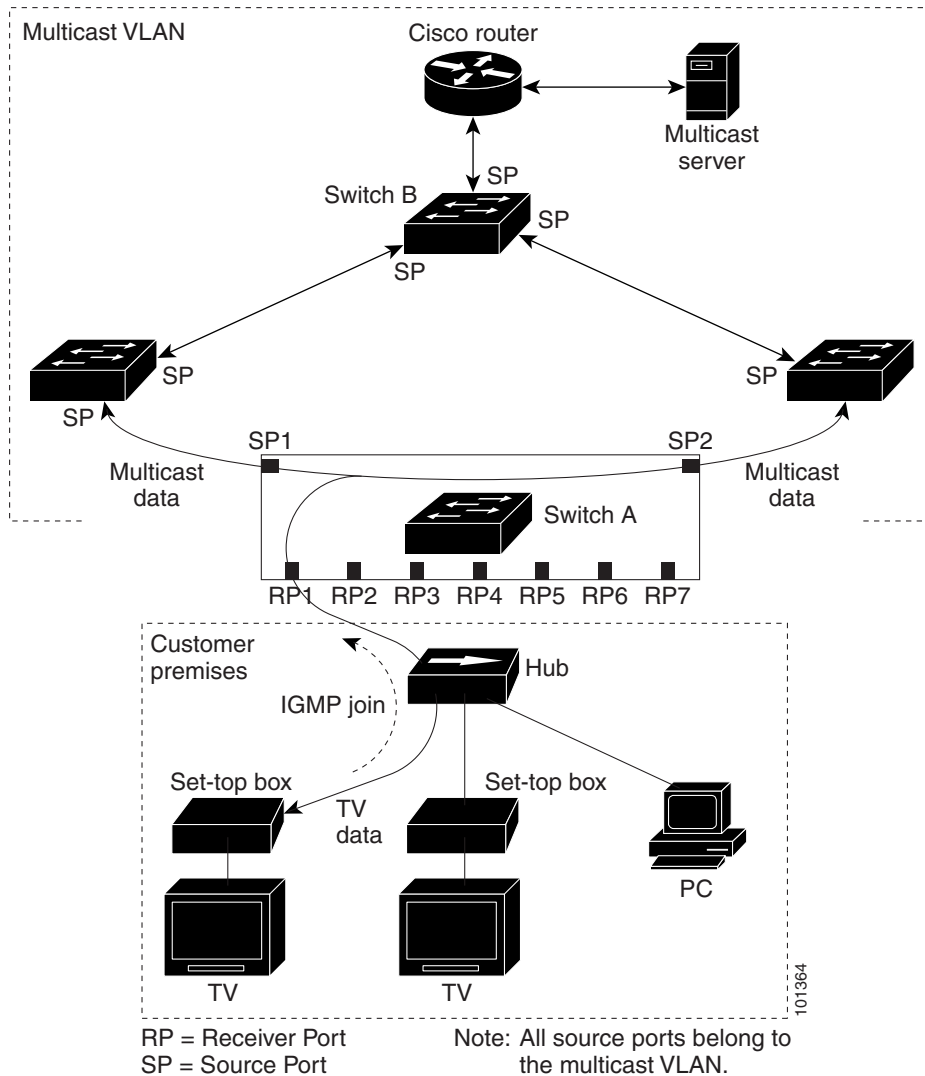 Multicast VLAN
Cisco router
Multicast
server
SP
Switch B
SP
SP
SP
SP
SP
SP1
SP2
Multicast
data
Multicast
data
Switch A
RP1
RP2
RP3
RP4
RP5
RP6
RP7
Customer
premises
Hub
IGMP join
Set-top box
Set-top box
TV
data
PC
TV
TV
101364
RP = Receiver Port
SP = Source Port
Note: All source ports belong to
the multicast VLAN.